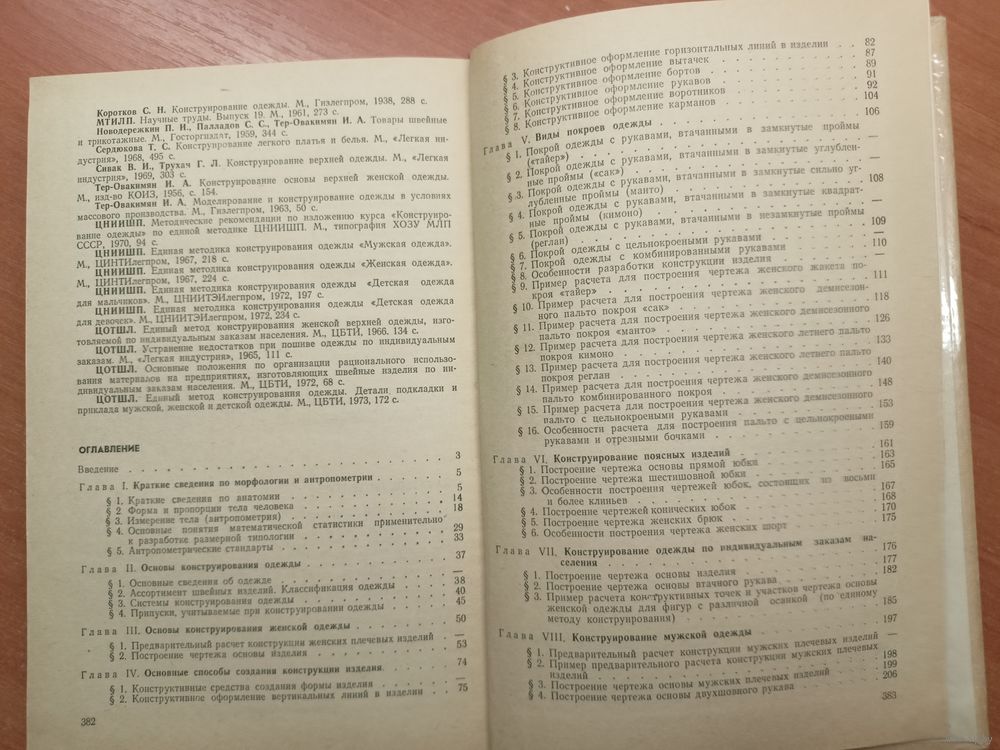 Коротков С. Н. Конструирование одежды. М., Гизлегпром, 1938, 288 с.
МТИЛП. Научные труды. Выпуск 19. М., 1961, 273 с.
Новодережкин П. И., Палладов С. С., Тер-Овакимян И. А. Товары швейные
и трикотажные. М., Госторгиздат, 1959, 344 с.
Сердюкова Т. С. Конструирование легкого платья и белья. М., «Легкая ин-
дустрия», 1968, 495 с.
Сивак В. И., Трухач Г. Л. Конструирование верхней одежды. М., «Легкая
индустрия», 1969, 303 с.
Тер-Овакимян И. А. Конструирование основы верхней женской одежды.
М., изд-во КОИЗ, 1956, с. 154.
Тер-Овакимян И. А. Моделирование и конструирование одежды в условиях
массового производства. М., Гизлегпром, 1963, 50 с.
ЦНИИШП. Методические рекомендации по изложению курса «Конструиро-
вание одежды» по единой методике ЦНИИШП. М., типография ХОЗУ МЛП
СССР, 1970, 94 с.
ЦНИИШП. Единая методика конструирования одежды «Мужская одежда».
М., ЦИНТИлегпром, 1967, 218 с.
ЦНИИШП. Единая методика конструирования одежды «Женская одежда».
М., ЦИНТИлегпром, 1967, 224 с.
ЦНИИШП. Единая методика конструирования одежды «Детская одежда
для мальчиков». М., ЦНИИТЭИлегпром, 1972, 197 с.
ЦНИИШП. Единая методика конструирования одежды «Детская одежда
для девочек». М., ЦНИИТЭИлегпром, 1972, 234 с.
ЦОТШЛ. Единый метод конструирования женской верхней одежды, изго-
товляемой по индивидуальным заказам населения. М., ЦБТИ, 1966. 134 с.
ЦОТШЛ. Устранение недостатков при пошиве одежды по индивидуальным
заказам. М., «Легкая индустрия», 1965, 111 с.
ЦОТШЛ. Основные положения по организации рационального использо-
вания материалов на предприятиях, изготовляющих швейные изделия по ин-
дивидуальным заказам населения. М., ЦБТИ, 1972, 68 с.
ЦОТШЛ. Единый метод конструирования одежды. Детали подкладки и
приклада мужской, женской и детской одежды. М., ЦБТИ, 1973, 172 с.
ОГЛАВЛЕНИЕ
Введение 3
Глава I. Краткие сведения по морфологии и антропометрии 5
§ 1. Краткие сведения по анатомии 5
§ 2. Форма и пропорции тела человека 14
§ 3. Измерение тела (антропометрия) 18
§ 4. Основные понятия математической статистики применительно
к разработке размерной типологии 29
§ 5. Антропометрические стандарты 33
Глава II. Основы конструирования одежды 37
§ 1. Основные сведения об одежде —
§ 2. Ассортимент швейных изделий. Классификация одежды 38
§ 3. Системы конструирования одежды 40
§ 4. Припуски, учитываемые при конструировании одежды 45
Глава III. Основы конструирования женской одежды 50
§ 1. Предварительный расчет конструкции женских плечевых изделий —
§ 2. Построение чертежа основы изделия 53
Глава IV. Основные способы создания конструкции изделия 74
§ 1. Конструктивные средства создания формы изделия —
§ 2. Конструктивное оформление вертикальных линий в изделии 75
382
§ 3. Конструктивное оформление горизонтальных линий в изделии 82
§ 4. Конструктивное оформление вытачек 87
§ 5. Конструктивное оформление бортов 89
§ 6. Конструктивное оформление рукавов 91
§ 7. Конструктивное оформление воротников 92
§ 8. Конструктивное оформление карманов 104
Глава V. Виды покроев одежды 106
§ 1. Покрой одежды с рукавами, втачанными в замкнутые проймы
(«тайер») —
§ 2. Покрой одежды с рукавами, втачанными в замкнутые углублен-
ные проймы («сак») —
§ 3. Покрой одежды с рукавами, втачанными в замкнутые сильно уг-
лубленные проймы (манто) 108
§ 4. Покрой одежды с рукавами, втачанными в замкнутые квадрат-
ные проймы (кимоно) —
§ 5. Покрой одежды с рукавами, втачанными в незамкнутые проймы
(реглан) 109
§ 6. Покрой одежды с цельнокроеными рукавами —
§ 7. Покрой одежды с комбинированными рукавами 110
§ 8. Особенности разработки конструкции изделия —
§ 9. Пример расчета для построения чертежа женского жакета по-
кроя «тайер» 111
§ 10. Пример расчета для построения чертежа женского демисезон-
ного пальто покроя «сак» 118
§ 11. Пример расчета для построения чертежа женского демисезонного
пальто покроя «манто» 126
§ 12. Пример расчета для построения чертежа женского летнего пальто
покроя кимоно 133
§ 13. Пример расчета для построения чертежа женского летнего пальто
покроя реглан 140
§ 14. Пример расчета для построения чертежа женского демисезонного
пальто комбинированного покроя 148
§ 15. Пример расчета для построения чертежа женского демисезонного
пальто с цельнокроеными рукавами 153
§ 16. Особенности расчета для построения пальто с цельнокроеными
рукавами и отрезными бочками 159
Глава VI. Конструирование поясных изделий 161
§ 1. Построение чертежа основы прямой юбки 163
§ 2. Построение чертежа шестишовной юбки 165
§ 3. Особенности построения чертежей юбок, состоящих из восьми
и более клиньев 167
§ 4. Построение чертежей конических юбок 168
§ 5. Построение чертежа женских брюк 170
§ 6. Особенности построения чертежа женских шорт 175
Глава VII. Конструирование одежды по индивидуальным заказам на-
селения 176
§ 1. Построение чертежа основы изделия 177
§ 2. Построение чертежа основы втачного рукава 182
§ 3. Пример расчета конструктивных точек и участков чертежа основы
женской одежды для фигур с различной осанкой (по единому
методу конструирования) 185
Глава VIII. Конструирование мужской одежды 197
§ 1. Предварительный расчет конструкции мужских плечевых изделий —
§ 2. Пример предварительного расчета конструкции мужских плечевых
изделий 198
§ 3. Построение чертежа основы мужских плечевых изделий 199
§ 4. Построение чертежа основы двухшовного рукава 206
383